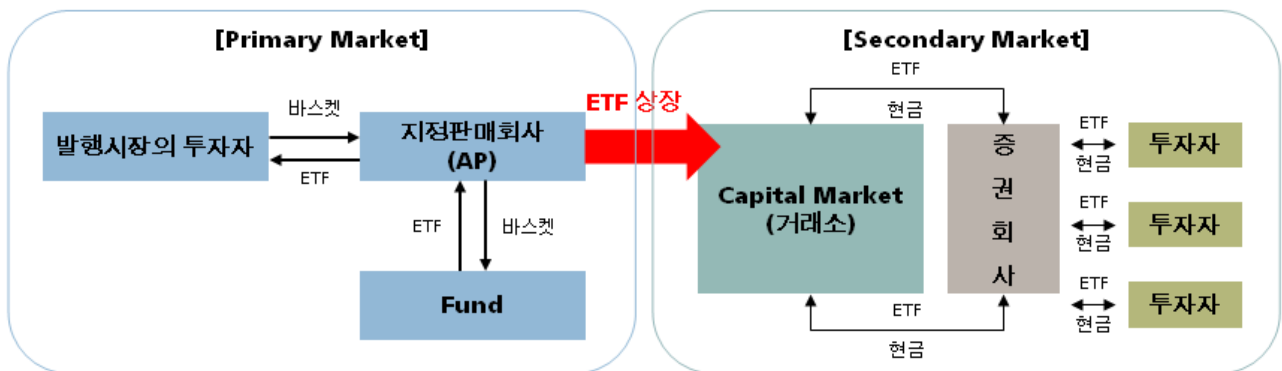 [Primary Market]
발행시장의 투자자
바스켓
ETF
지정판매회사
(AP)
ETF
바스켓
Fund
ETF 상장
[Secondary Market]
ETF
현금
Capital Market
(거래소)
증
권
회
사
ETF
현금
ETF
현금
투자자
ETF
현금
투자자
ETF
현금
투자자